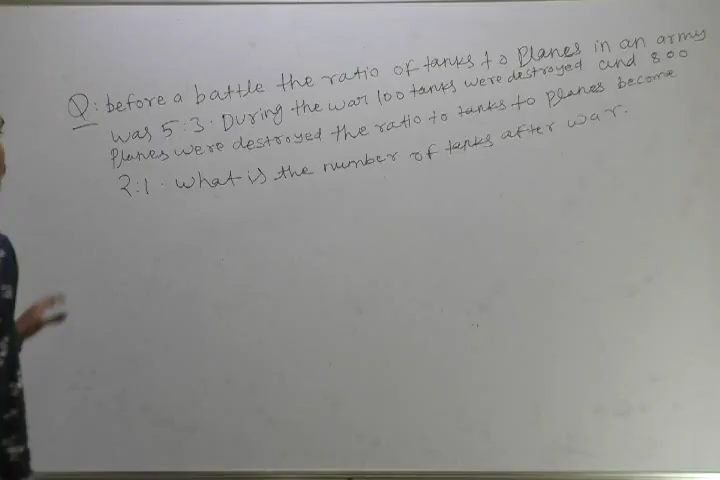 Q: before a battle the ratio of tanks to Planes in an army
was 5:3. During the war 100 tanks were destroyed and 800
Planes were destroyed the ratio to tanks to planes become
2:1. what is the number of tanks after war.